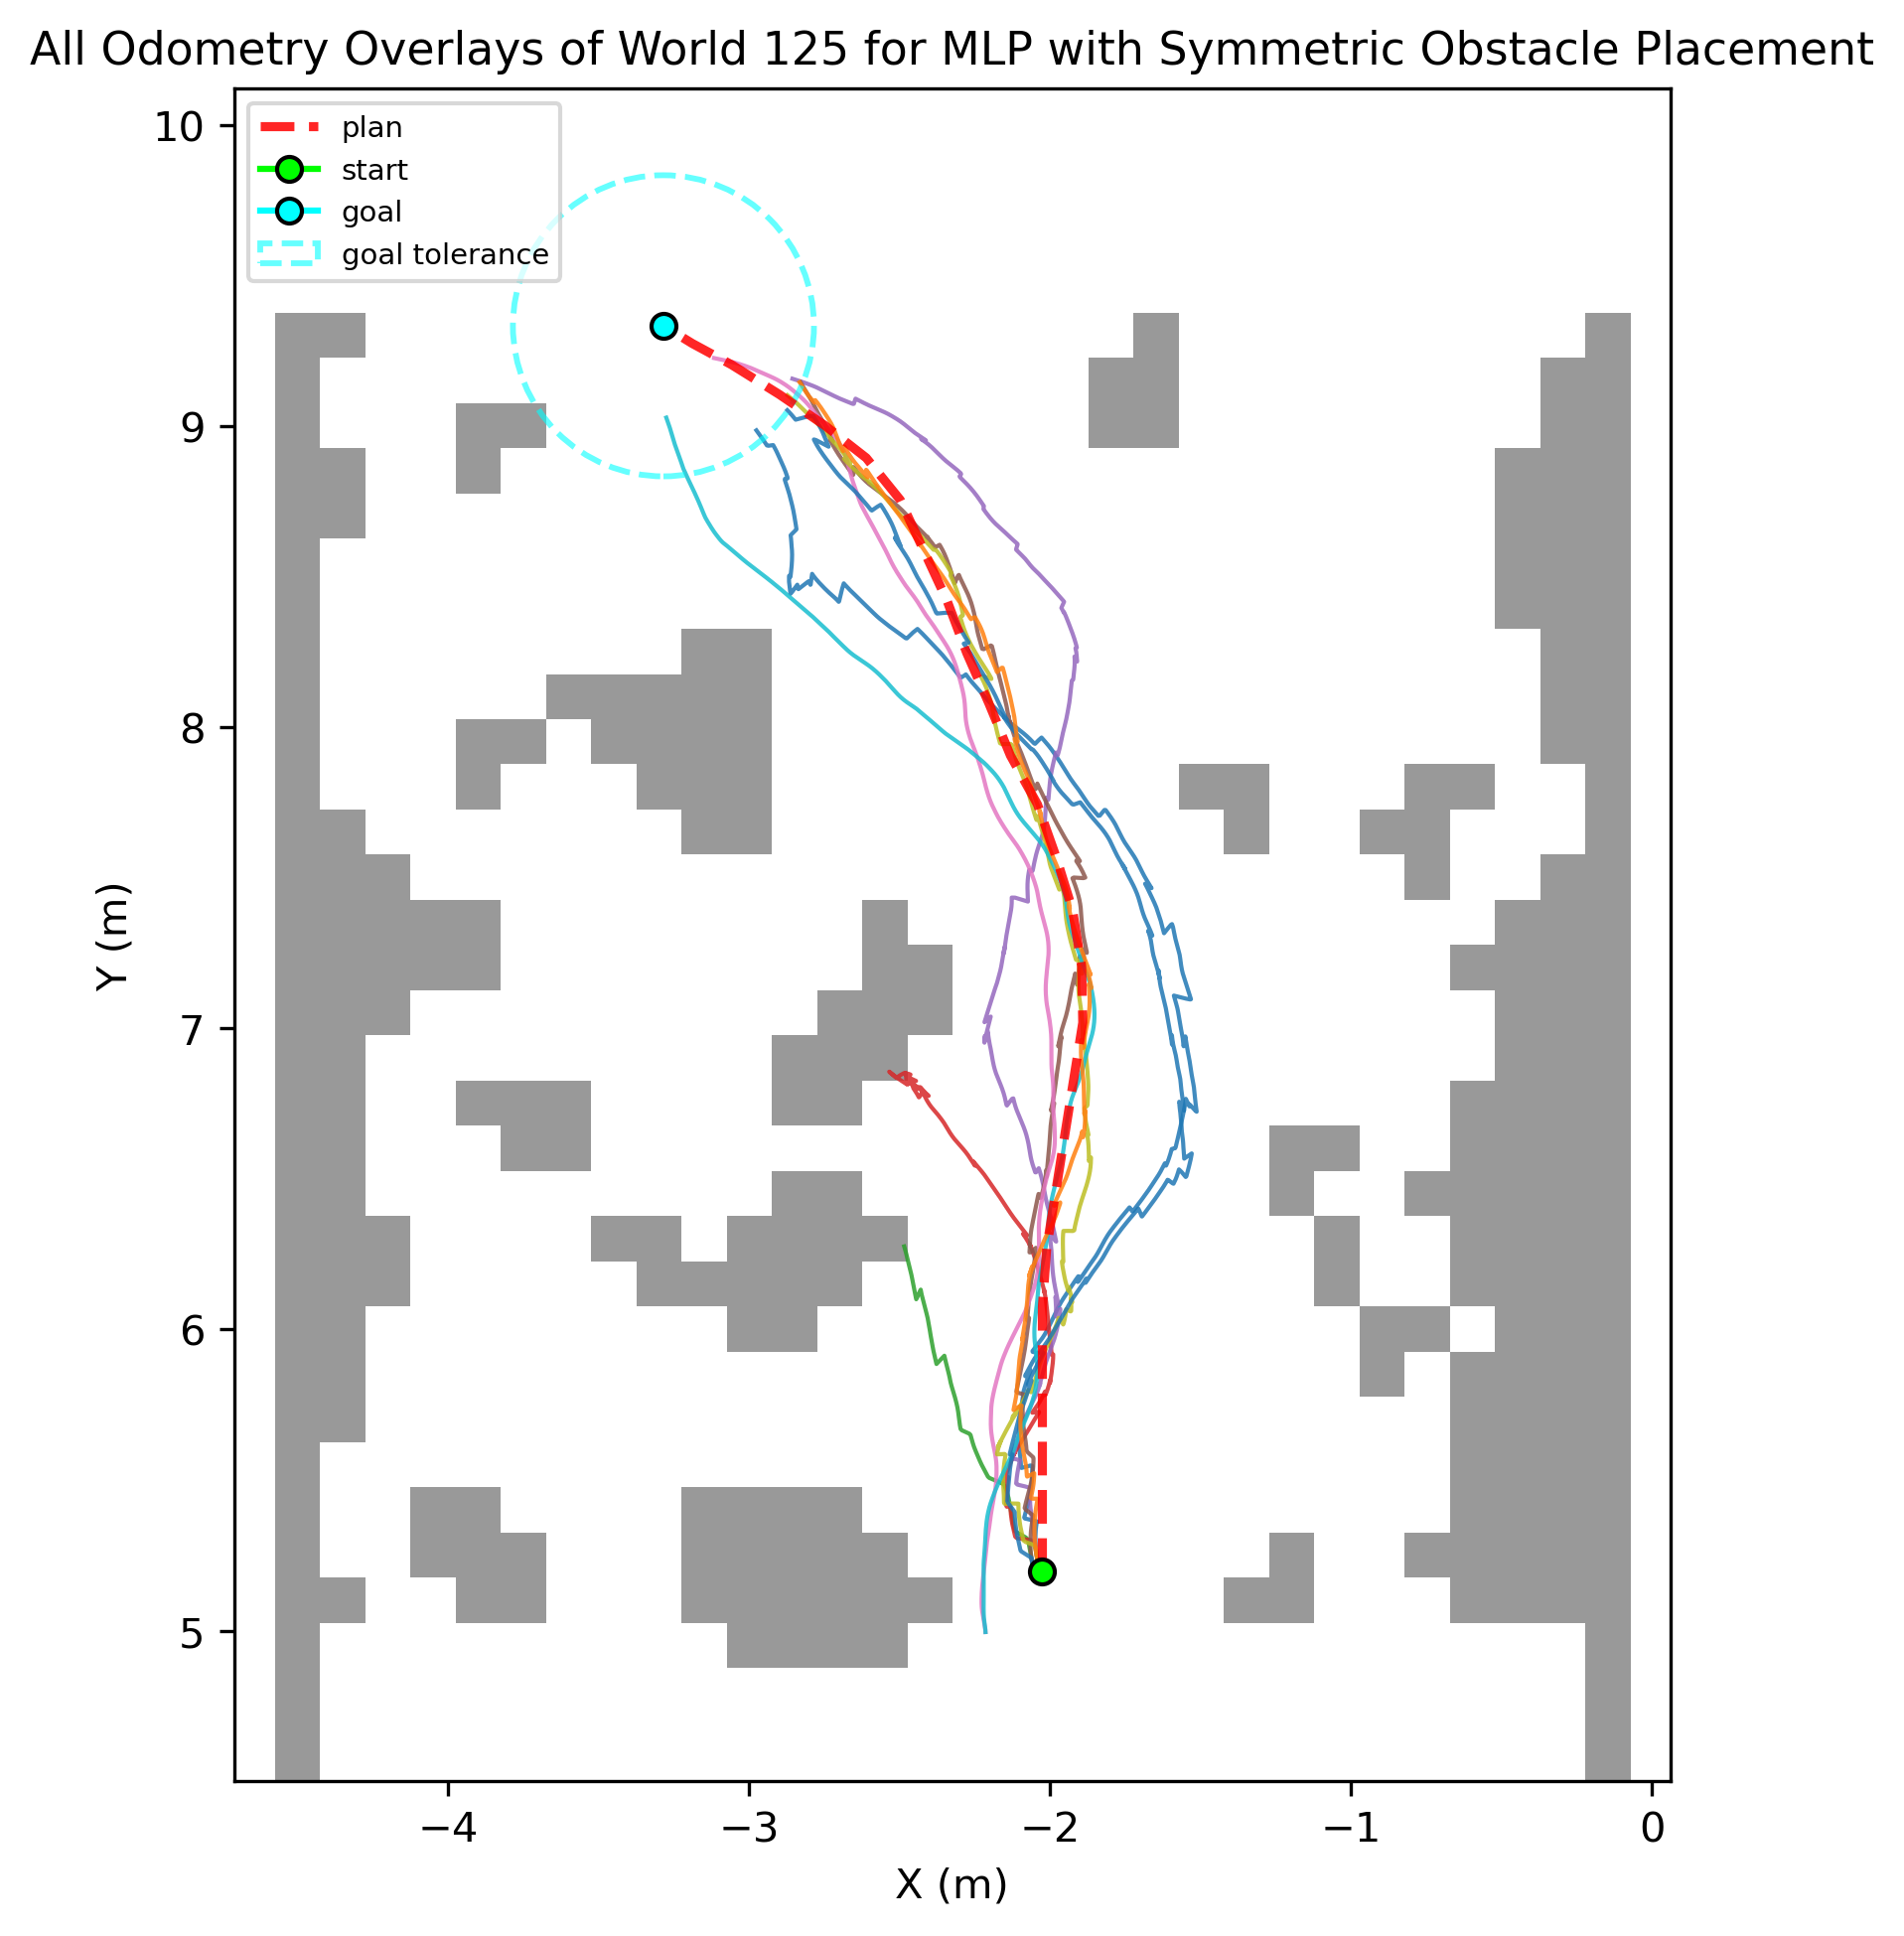 All Odometry Overlays of World 125 for MLP with Symmetric Obstacle Placement
plan
start
goal
goal tolerance
10
9
8
7
6
5
Y (m)
−4
−3
−2
−1
0
X (m)